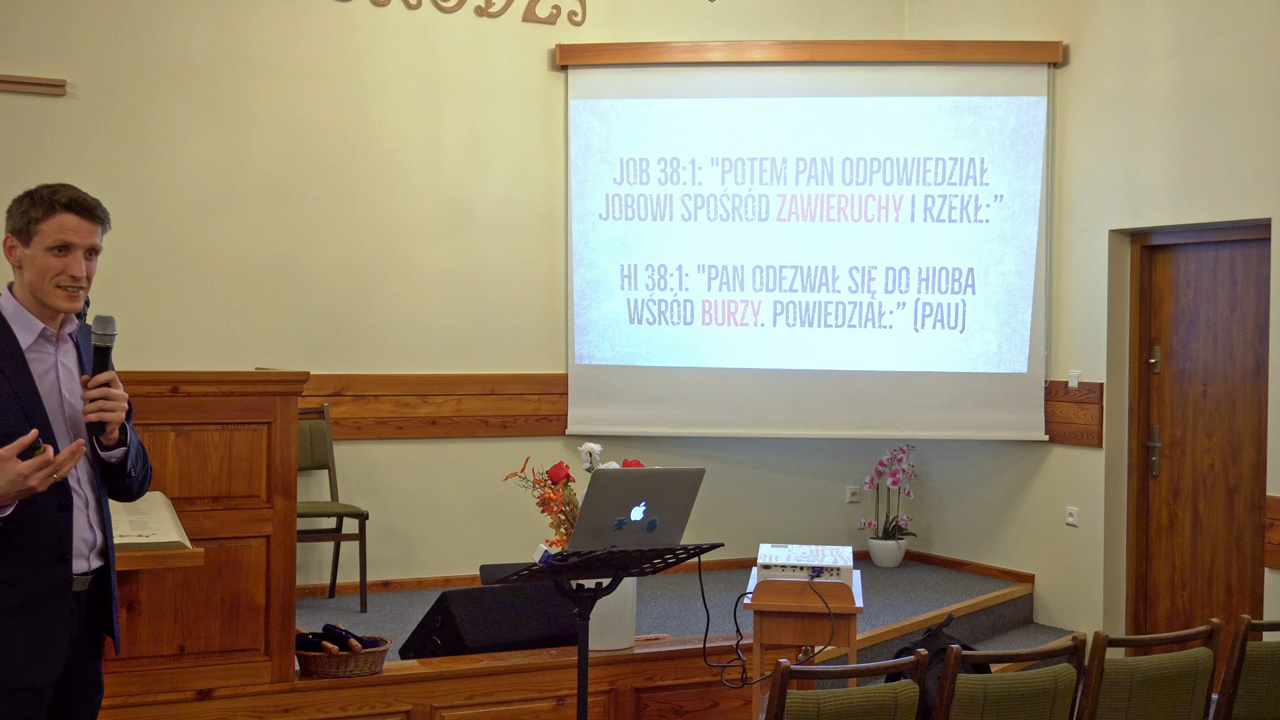 JOB 38:1: "POTEM PAN ODPOWIEDZIAŁ
JOBOWI SPOŚRÓD ZAWIERUCHY I RZEKŁ:”
HI 38:1: "PAN ODEZWAŁ SIĘ DO HIOBA
WŚRÓD BURZY. POWIEDZIAŁ:” (PAU)